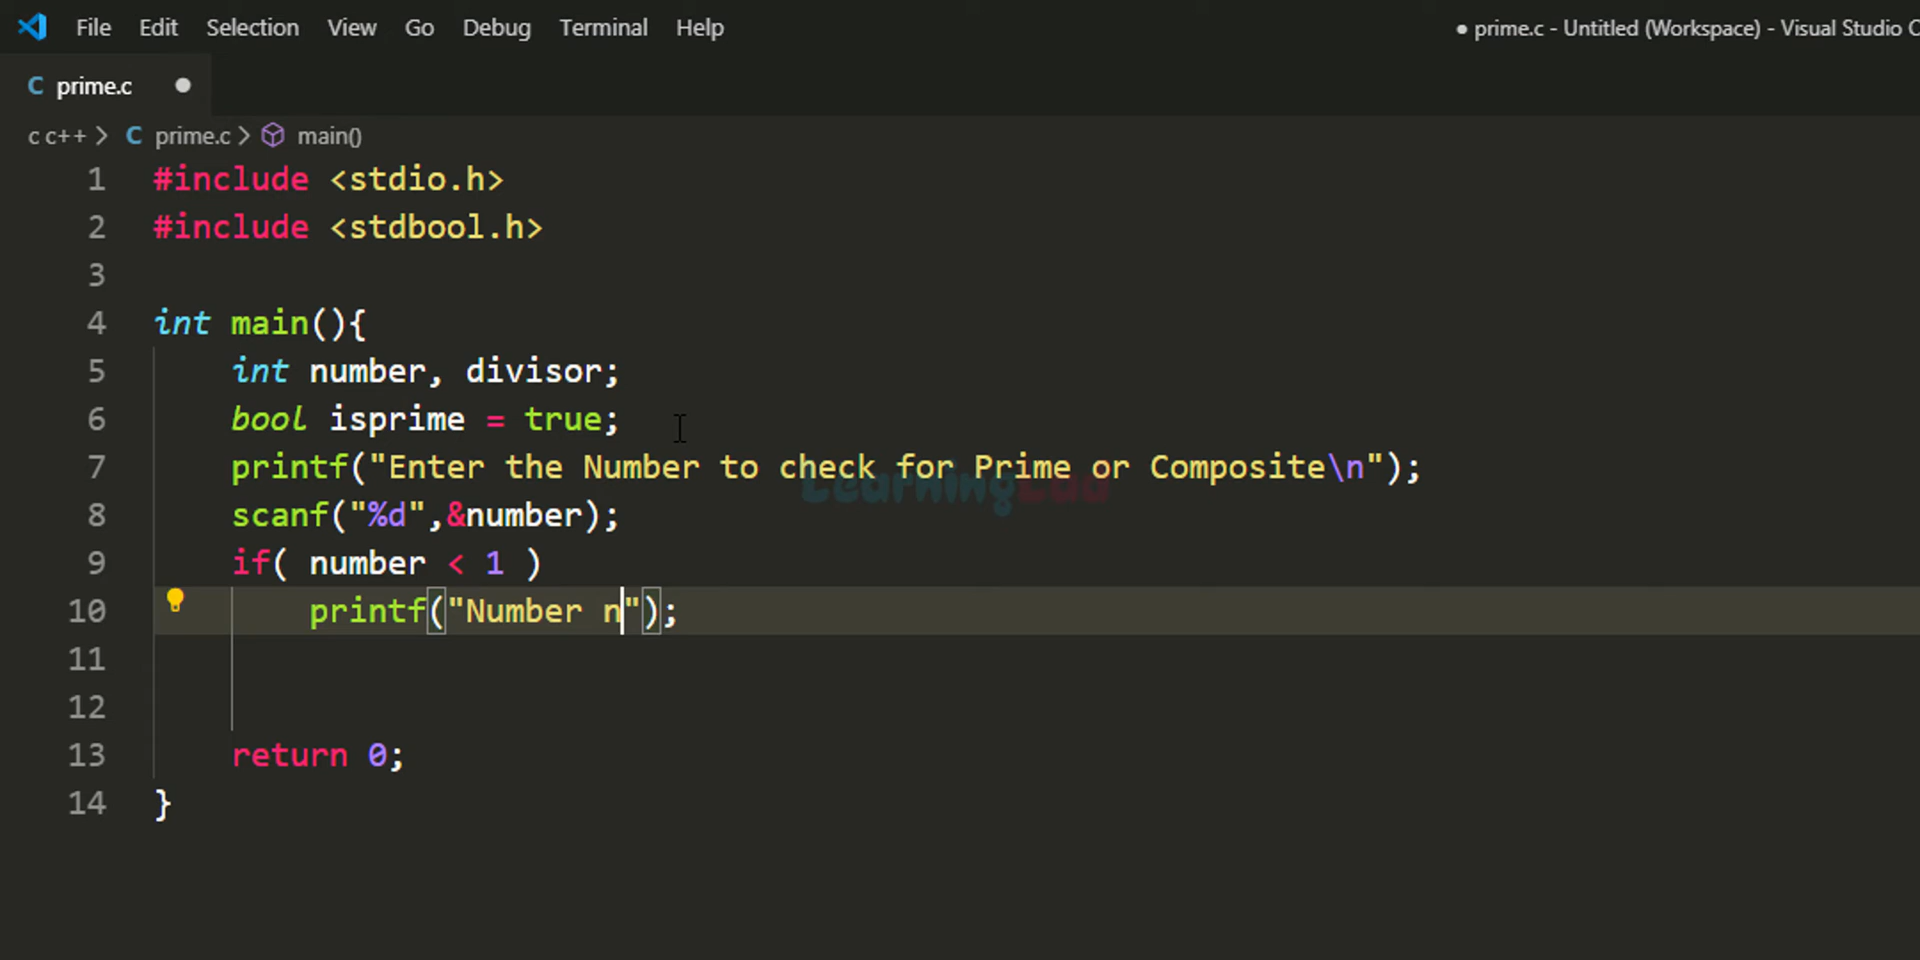 File Edit Selection View Go Debug Terminal Help ● prime.c - Untitled (Workspace) - Visual Studio C
C prime.c ●
c c++ > C prime.c > main()
1 #include <stdio.h>
2 #include <stdbool.h>
3
4 int main(){
5 int number, divisor;
6 bool isprime = true;
7 printf("Enter the Number to check for Prime or Composite\n");
LearningLad
8 scanf("%d",&number);
9 if( number < 1 )
10 printf("Number n");
11
12
13 return 0;
14 }